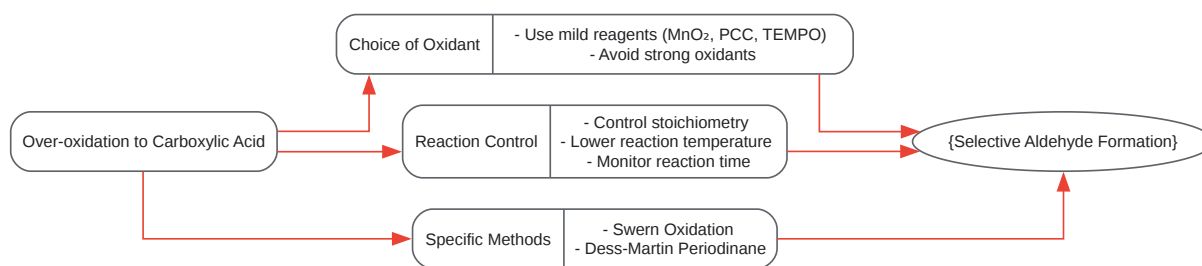 Choice of Oxidant
- Use mild reagents (MnO₂, PCC, TEMPO)
- Avoid strong oxidants
Over-oxidation to Carboxylic Acid
Reaction Control
- Control stoichiometry
- Lower reaction temperature
- Monitor reaction time
{Selective Aldehyde Formation}
Specific Methods
- Swern Oxidation
- Dess-Martin Periodinane